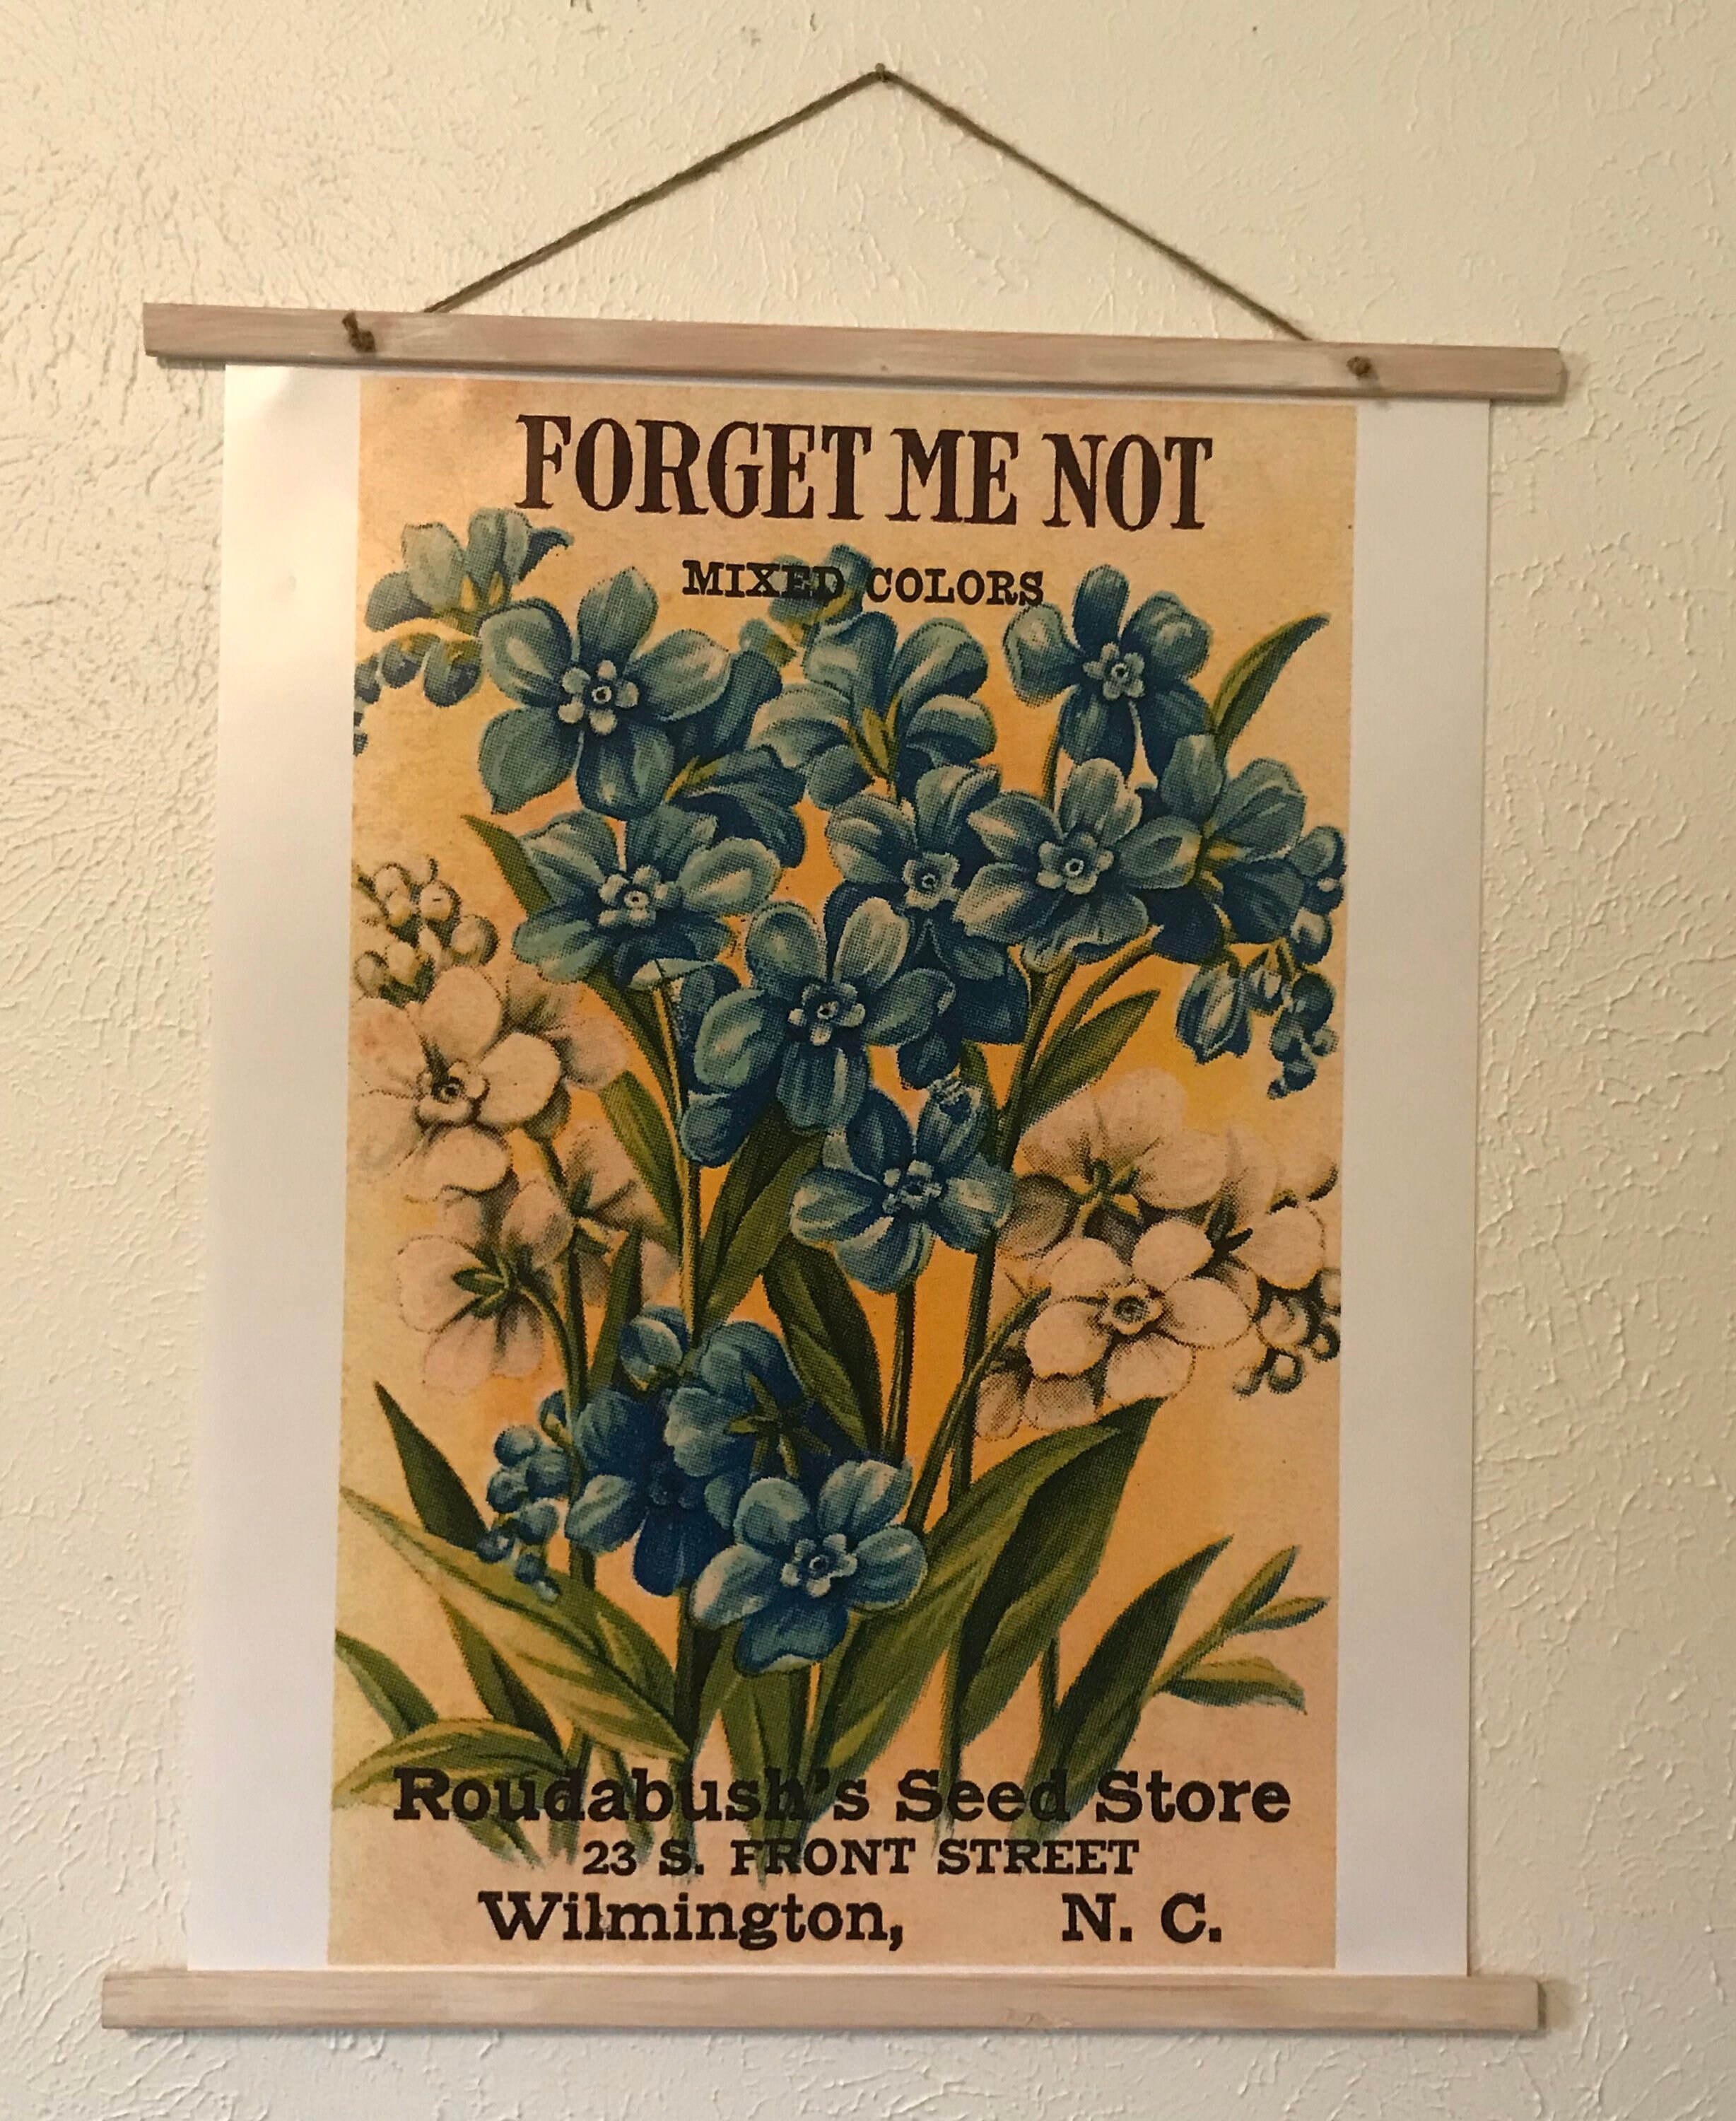 FORGET ME NOT
MIXED COLORS
Roudabush's Seed Store
23 S. FRONT STREET
Wilmington, N. C.